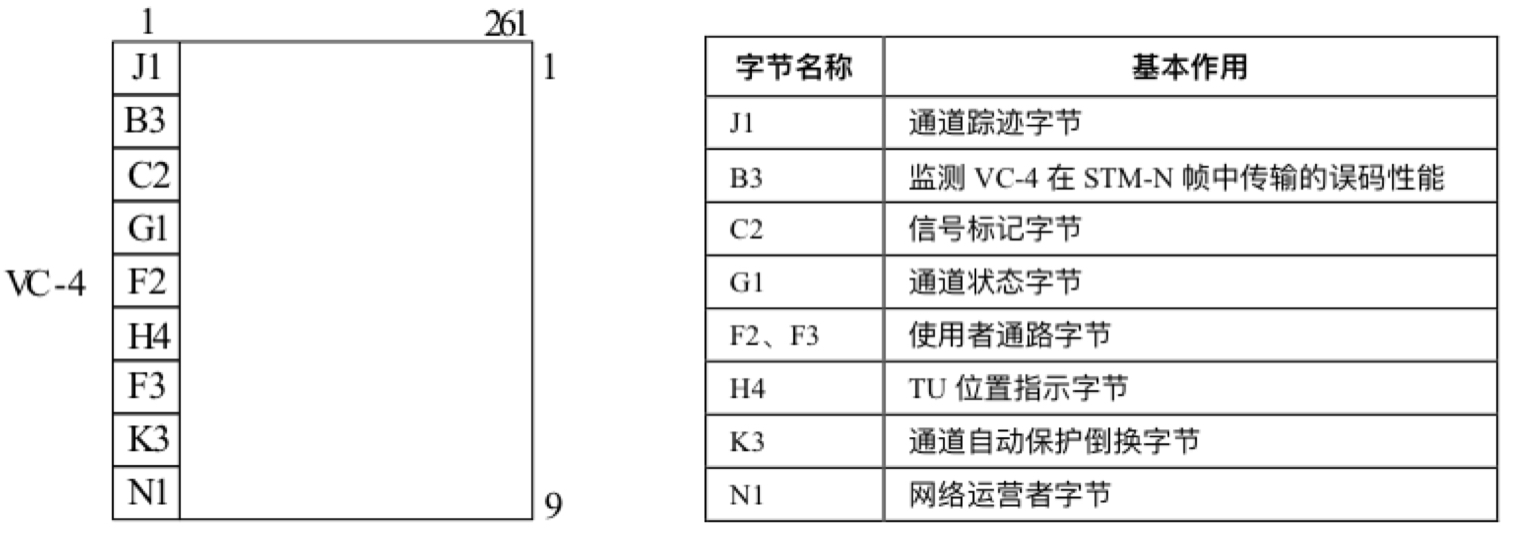 1 261
J1 1
B3
C2
G1
VC-4 F2
H4
F3
K3
N1 9
字节名称 基本作用
J1 通道踪迹字节
B3 监测 VC-4 在 STM-N 帧中传输的误码性能
C2 信号标记字节
G1 通道状态字节
F2、F3 使用者通路字节
H4 TU 位置指示字节
K3 通道自动保护倒换字节
N1 网络运营者字节